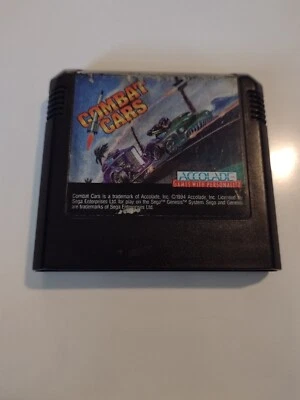 COMBAT
CARS
ACCOLADE
GAMES WITH PERSONALITY
Combat Cars is a trademark of Accolade, Inc. ©1994 Accolade, Inc. Licensed by
Sega Enterprises Ltd. for play on the Sega™ Genesis™ System. Sega and Genesis
are trademarks of Sega Enterprises Ltd.